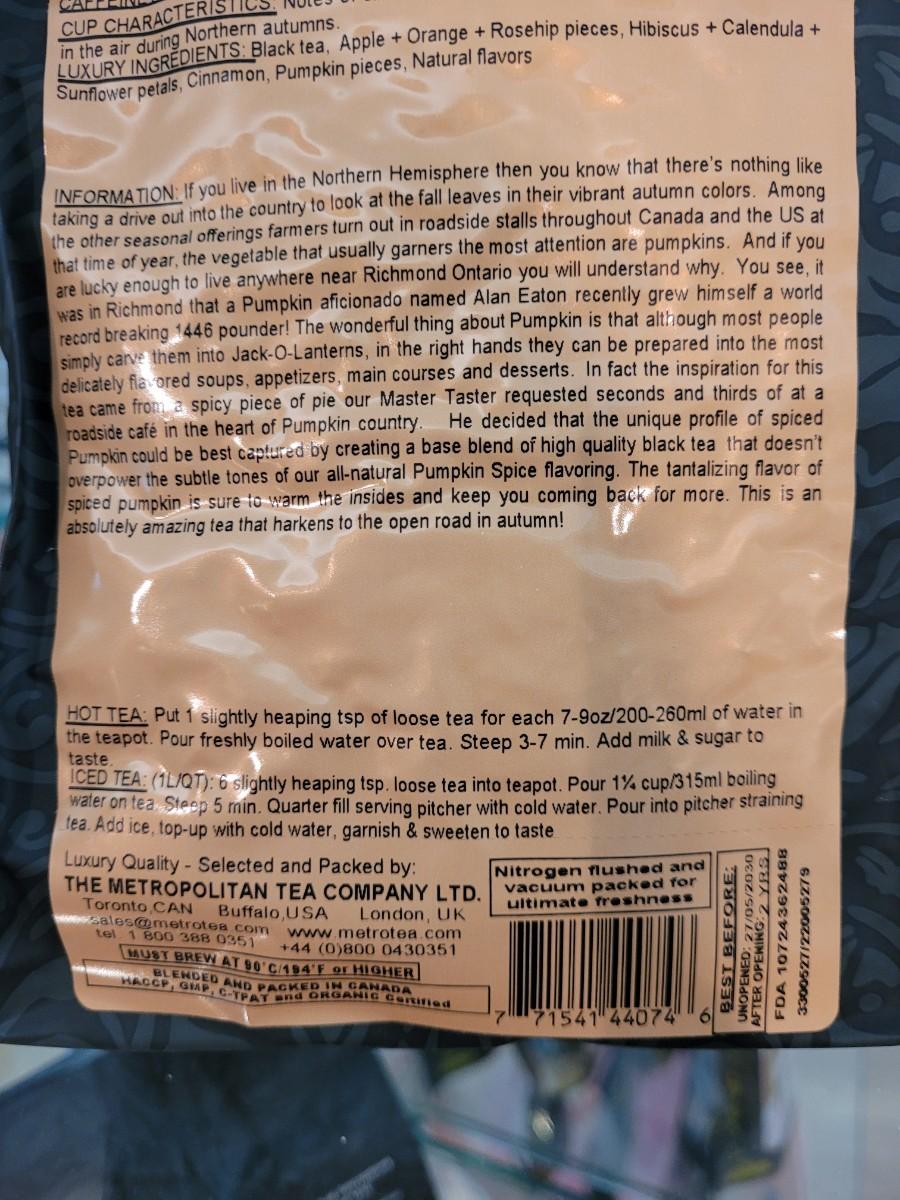 CUP CHARACTERISTICS: Notes
in the air during Northern autumns.
LUXURY INGREDIENTS: Black tea, Apple + Orange + Rosehip pieces, Hibiscus + Calendula +
Sunflower petals, Cinnamon, Pumpkin pieces, Natural flavors
INFORMATION: If you live in the Northern Hemisphere then you know that there's nothing like
taking a drive out into the country to look at the fall leaves in their vibrant autumn colors. Among
the other seasonal offerings farmers turn out in roadside stalls throughout Canada and the US at
that time of year, the vegetable that usually garners the most attention are pumpkins. And if you
are lucky enough to live anywhere near Richmond Ontario you will understand why. You see, it
was in Richmond that a Pumpkin aficionado named Alan Eaton recently grew himself a world
record breaking 1446 pounder! The wonderful thing about Pumpkin is that although most people
simply carve them into Jack-O-Lanterns, in the right hands they can be prepared into the most
delicately flavored soups, appetizers, main courses and desserts. In fact the inspiration for this
tea came from a spicy piece of pie our Master Taster requested seconds and thirds of at a
roadside café in the heart of Pumpkin country. He decided that the unique profile of spiced
Pumpkin could be best captured by creating a base blend of high quality black tea that doesn't
overpower the subtle tones of our all-natural Pumpkin Spice flavoring. The tantalizing flavor of
spiced pumpkin is sure to warm the insides and keep you coming back for more. This is an
absolutely amazing tea that harkens to the open road in autumn!
HOT TEA: Put 1 slightly heaping tsp of loose tea for each 7-9oz/200-260ml of water in
the teapot. Pour freshly boiled water over tea. Steep 3-7 min. Add milk & sugar to
taste.
ICED TEA: (1L/QT): 6 slightly heaping tsp. loose tea into teapot. Pour 1¼ cup/315ml boiling
water on tea. Steep 5 min. Quarter fill serving pitcher with cold water. Pour into pitcher straining
tea. Add ice, top-up with cold water, garnish & sweeten to taste
Luxury Quality - Selected and Packed by:
THE METROPOLITAN TEA COMPANY LTD.
Toronto,CAN Buffalo,USA London, UK
sales@metrotea.com www.metrotea.com
tel 1 800 388 0351 +44 (0)800 0430351
MUST BREW AT 90°C/194°F or HIGHER
BLENDED AND PACKED IN CANADA
HACCP, GMP, C-TPAT and ORGANIC Certified
Nitrogen flushed and
vacuum packed for
ultimate freshness
7 71541 44074 6
BEST BEFORE:
UNOPENED: 27/05/2030
AFTER OPENING: 2 YRS
FDA 10724362488
3300527/22005279